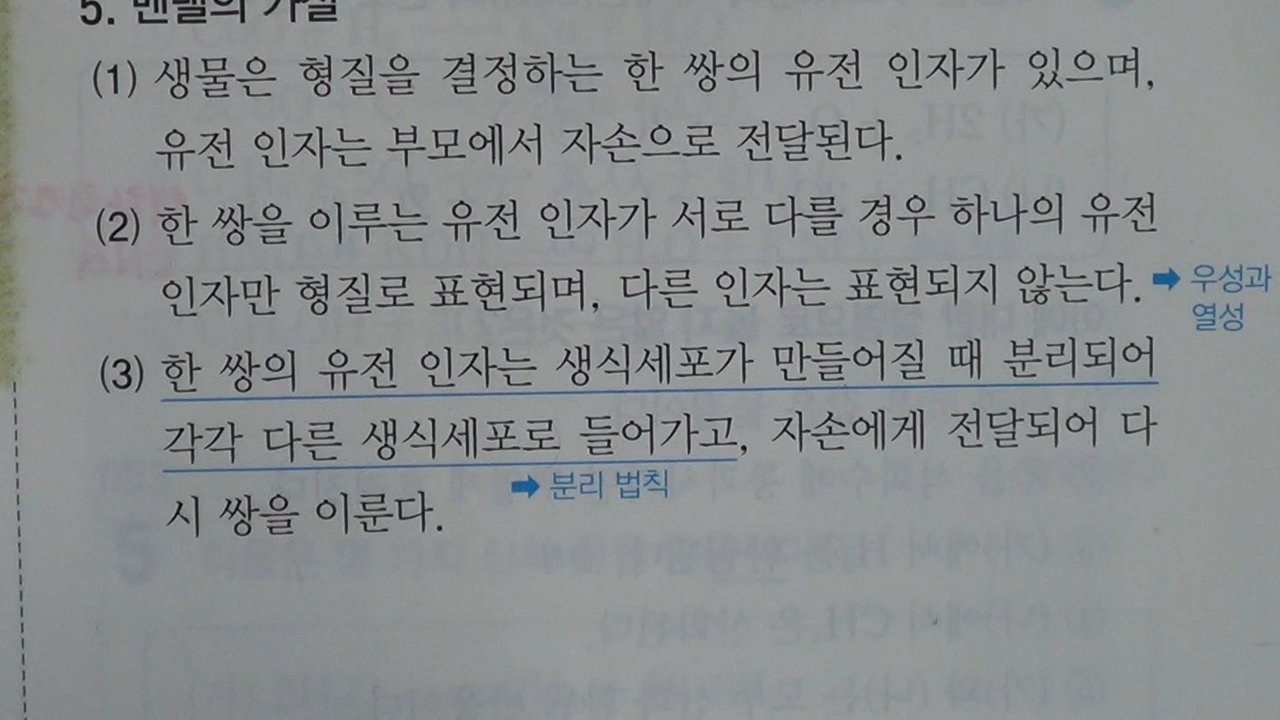 5. 멘델의 가설
(1) 생물은 형질을 결정하는 한 쌍의 유전 인자가 있으며,
유전 인자는 부모에서 자손으로 전달된다.
(2) 한 쌍을 이루는 유전 인자가 서로 다를 경우 하나의 유전
인자만 형질로 표현되며, 다른 인자는 표현되지 않는다. ➡ 우성과
열성
(3) 한 쌍의 유전 인자는 생식세포가 만들어질 때 분리되어
각각 다른 생식세포로 들어가고, 자손에게 전달되어 다
➡ 분리 법칙
시 쌍을 이룬다.